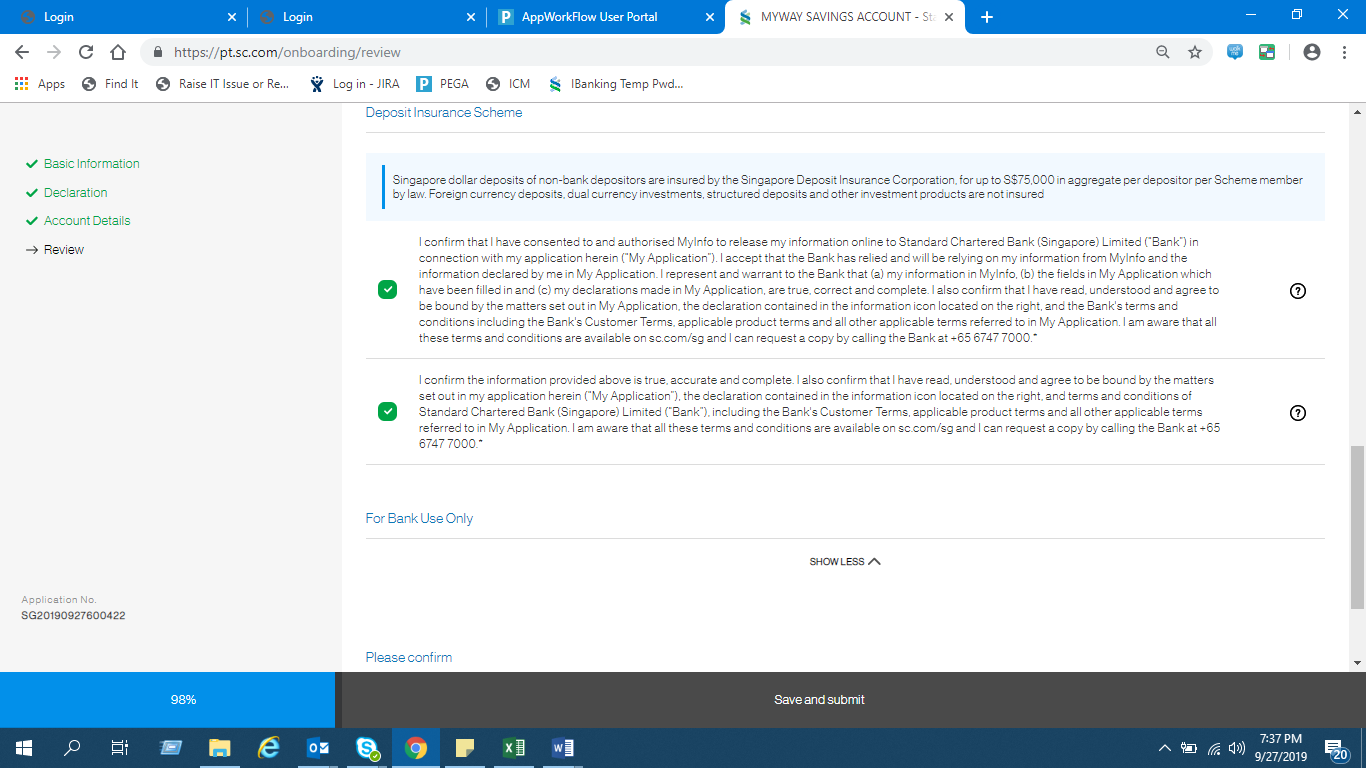 Login
Login
AppWorkFlow User Portal
MYWAY SAVINGS ACCOUNT - Sta
https://pt.sc.com/onboarding/review
Apps
Find It
Raise IT Issue or Re...
Log in - JIRA
PEGA
ICM
IBanking Temp Pwd...
Basic Information
Declaration
Account Details
Review
Application No.
SG20190927600422
Deposit Insurance Scheme
Singapore dollar deposits of non-bank depositors are insured by the Singapore Deposit Insurance Corporation, for up to S$75,000 in aggregate per depositor per Scheme member
by law. Foreign currency deposits, dual currency investments, structured deposits and other investment products are not insured
I confirm that I have consented to and authorised MyInfo to release my information online to Standard Chartered Bank (Singapore) Limited ("Bank") in
connection with my application herein ("My Application"). I accept that the Bank has relied and will be relying on my information from MyInfo and the
information declared by me in My Application. I represent and warrant to the Bank that (a) my information in MyInfo, (b) the fields in My Application which
have been filled in and (c) my declarations made in My Application, are true, correct and complete. I also confirm that I have read, understood and agree to
be bound by the matters set out in My Application, the declaration contained in the information icon located on the right, and the Bank's terms and
conditions including the Bank's Customer Terms, applicable product terms and all other applicable terms referred to in My Application. I am aware that all
these terms and conditions are available on sc.com/sg and I can request a copy by calling the Bank at +65 6747 7000.*
I confirm the information provided above is true, accurate and complete. I also confirm that I have read, understood and agree to be bound by the matters
set out in my application herein ("My Application"), the declaration contained in the information icon located on the right, and terms and conditions of
Standard Chartered Bank (Singapore) Limited ("Bank"), including the Bank's Customer Terms, applicable product terms and all other applicable terms
referred to in My Application. I am aware that all these terms and conditions are available on sc.com/sg and I can request a copy by calling the Bank at +65
6747 7000.*
For Bank Use Only
SHOW LESS
Please confirm
98%
Save and submit
7:37 PM
9/27/2019
20